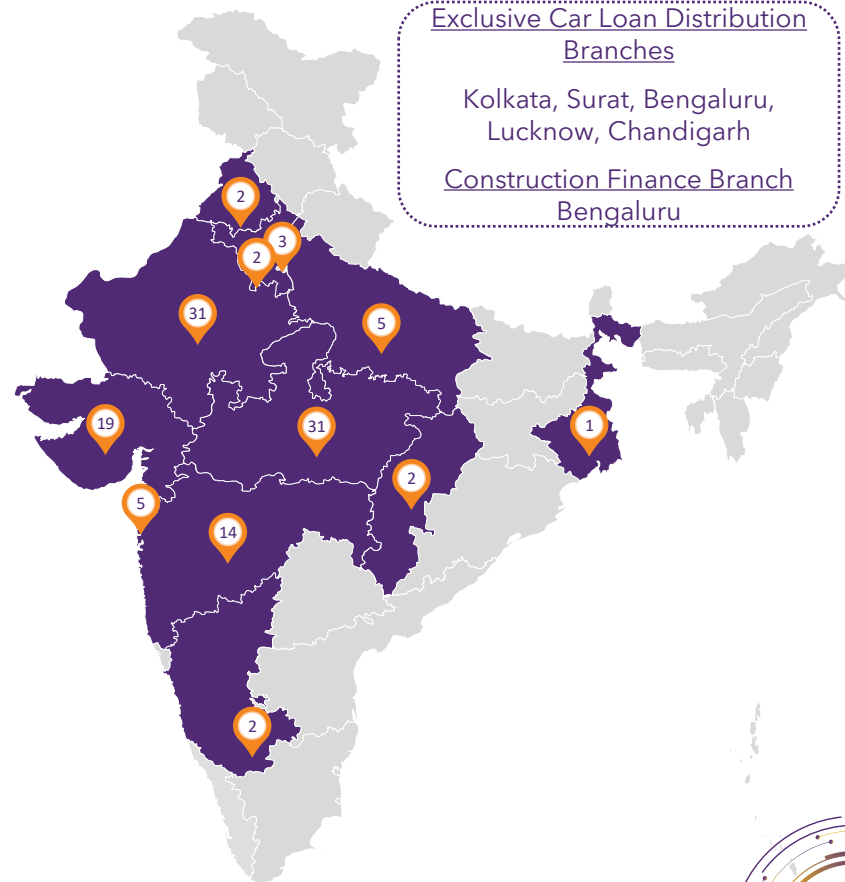 Exclusive Car Loan Distribution
Branches
Kolkata, Surat, Bengaluru,
Lucknow, Chandigarh
Construction Finance Branch
Bengaluru
2
3
2
31
5
19
31
1
2
5
14
2